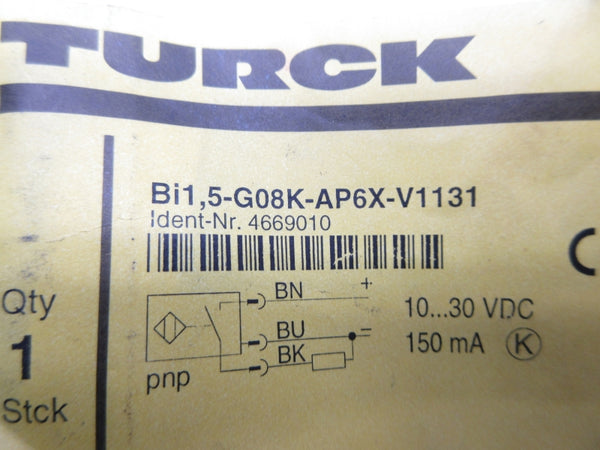 TURCK
Bi1,5-G08K-AP6X-V1131
Ident-Nr. 4669010
Qty
1
Stck
BN +
BU =
BK
pnp
10...30 VDC
150 mA K